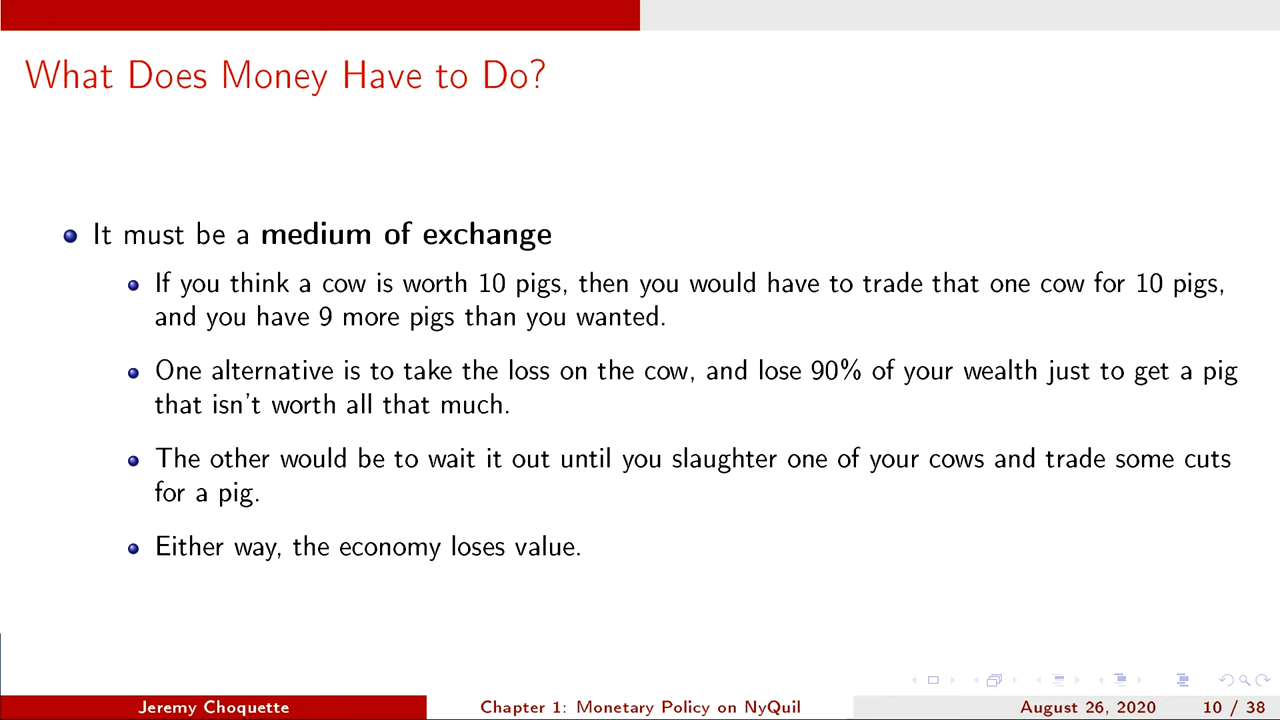 What Does Money Have to Do?
It must be a medium of exchange
If you think a cow is worth 10 pigs, then you would have to trade that one cow for 10 pigs,
and you have 9 more pigs than you wanted.
One alternative is to take the loss on the cow, and lose 90% of your wealth just to get a pig
that isn't worth all that much.
The other would be to wait it out until you slaughter one of your cows and trade some cuts
for a pig.
Either way, the economy loses value.
Jeremy Choquette Chapter 1: Monetary Policy on NyQuil August 26, 2020 10 / 38